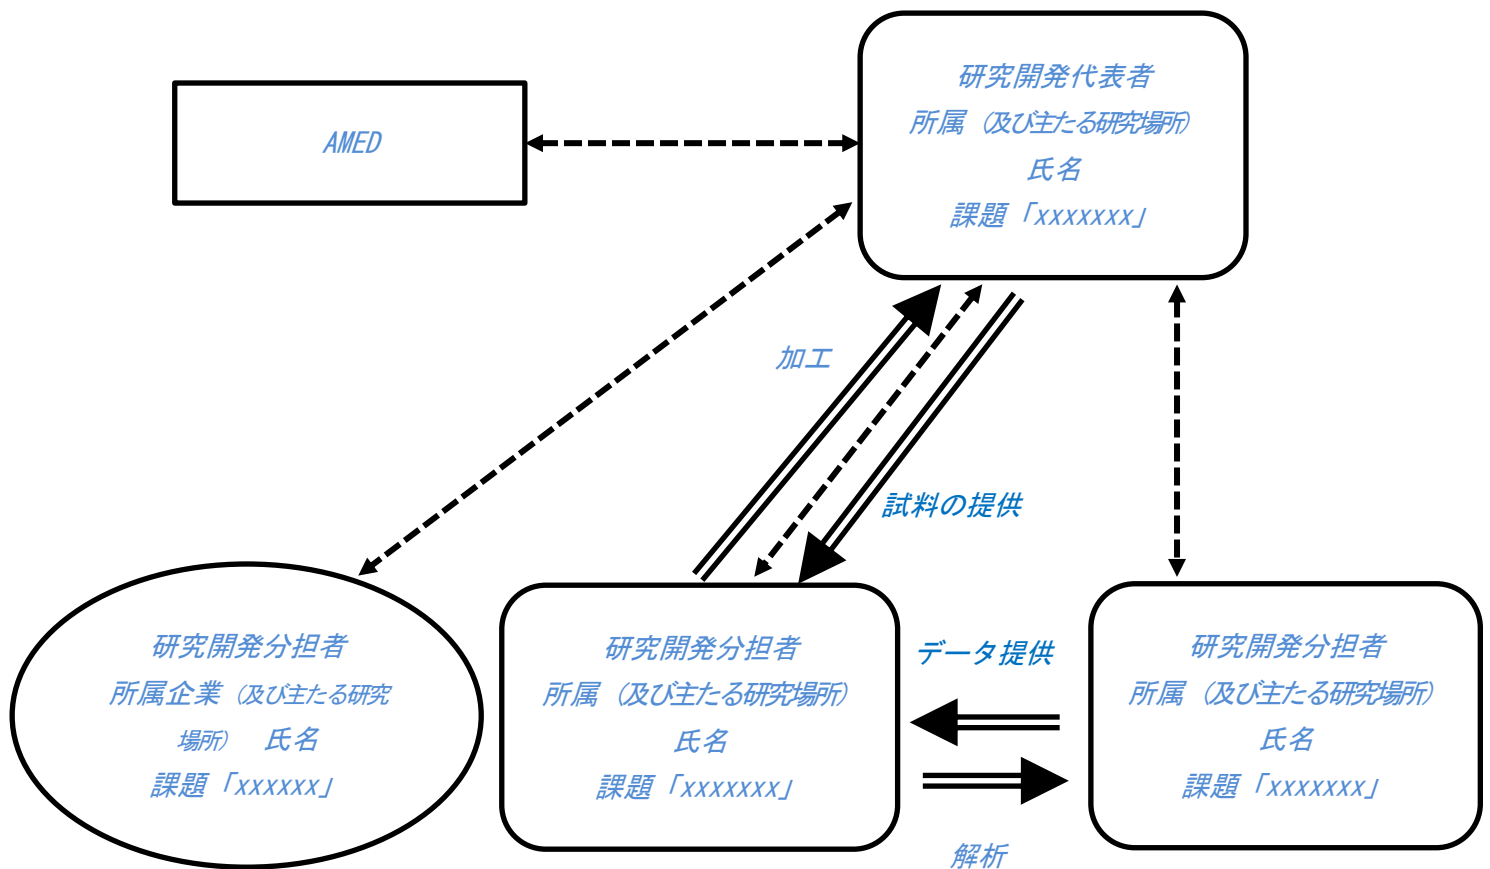 研究開発代表者
所属（及び主たる研究場所）
氏名
課題「xxxxxxx」
AMED
加工
試料の提供
研究開発分担者
所属企業（及び主たる研究
場所）　氏名
課題「xxxxxx」
研究開発分担者
所属（及び主たる研究場所）
氏名
課題「xxxxxxx」
データ提供
解析
研究開発分担者
所属（及び主たる研究場所）
氏名
課題「xxxxxxx」